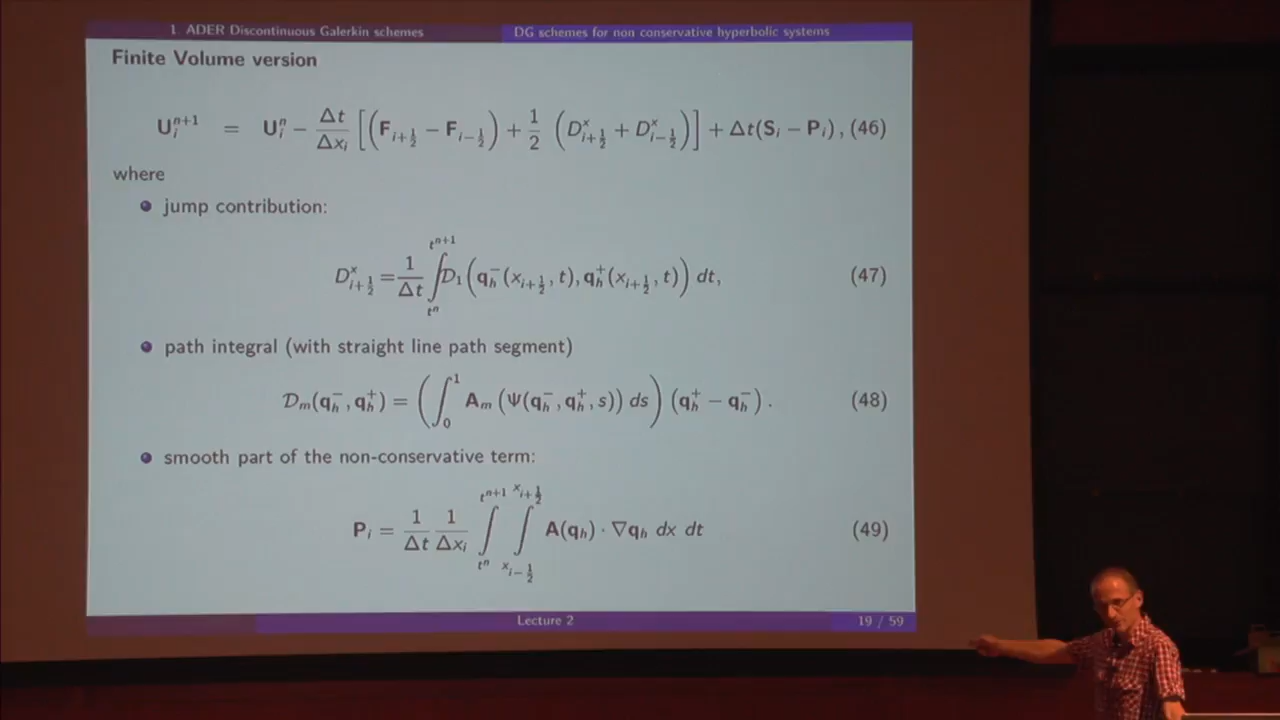 1. ADER Discontinuous Galerkin schemes DG schemes for non conservative hyperbolic systems
Finite Volume version
U_i^{n+1} = U_i^n − Δt/Δx_i [(F_{i+1/2} − F_{i−1/2}) + 1/2 (D^x_{i+1/2} + D^x_{i−1/2})] + Δt(S_i − P_i) , (46)
where
jump contribution:
D^x_{i+1/2} = 1/Δt ∫_{t^n}^{t^{n+1}} 𝒟_1 (q_h^−(x_{i+1/2}, t), q_h^+(x_{i+1/2}, t)) dt, (47)
path integral (with straight line path segment)
𝒟_m(q_h^−, q_h^+) = (∫_0^1 A_m (Ψ(q_h^−, q_h^+, s)) ds) (q_h^+ − q_h^−) . (48)
smooth part of the non-conservative term:
P_i = 1/Δt 1/Δx_i ∫_{t^n}^{t^{n+1}} ∫_{x_{i−1/2}}^{x_{i+1/2}} A(q_h) · ∇q_h dx dt (49)
Lecture 2 19 / 59